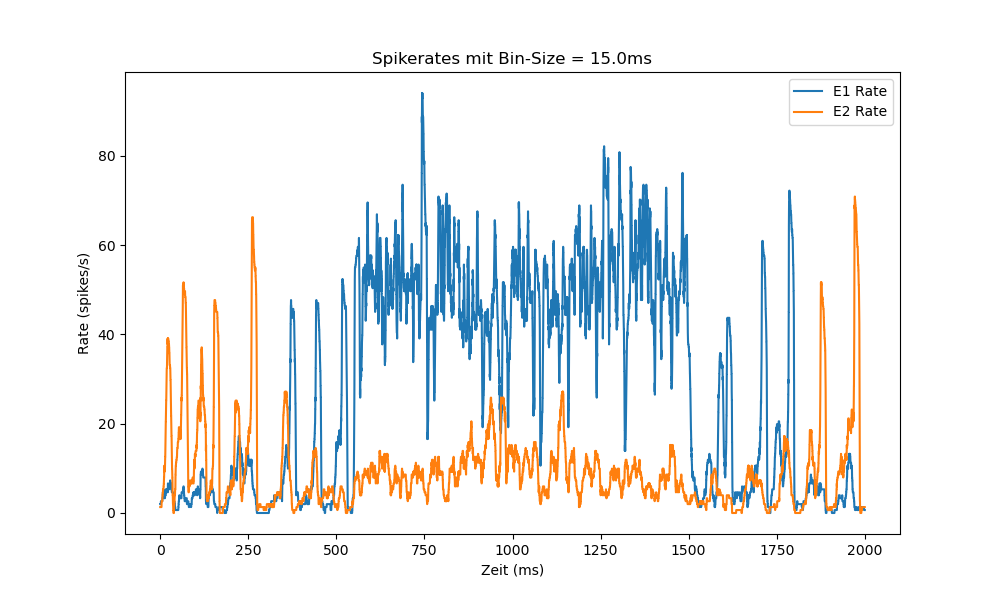 Spikerates mit Bin-Size = 15.0ms
E1 Rate
E2 Rate
Rate (spikes/s)
80
60
40
20
0
0 250 500 750 1000 1250 1500 1750 2000
Zeit (ms)